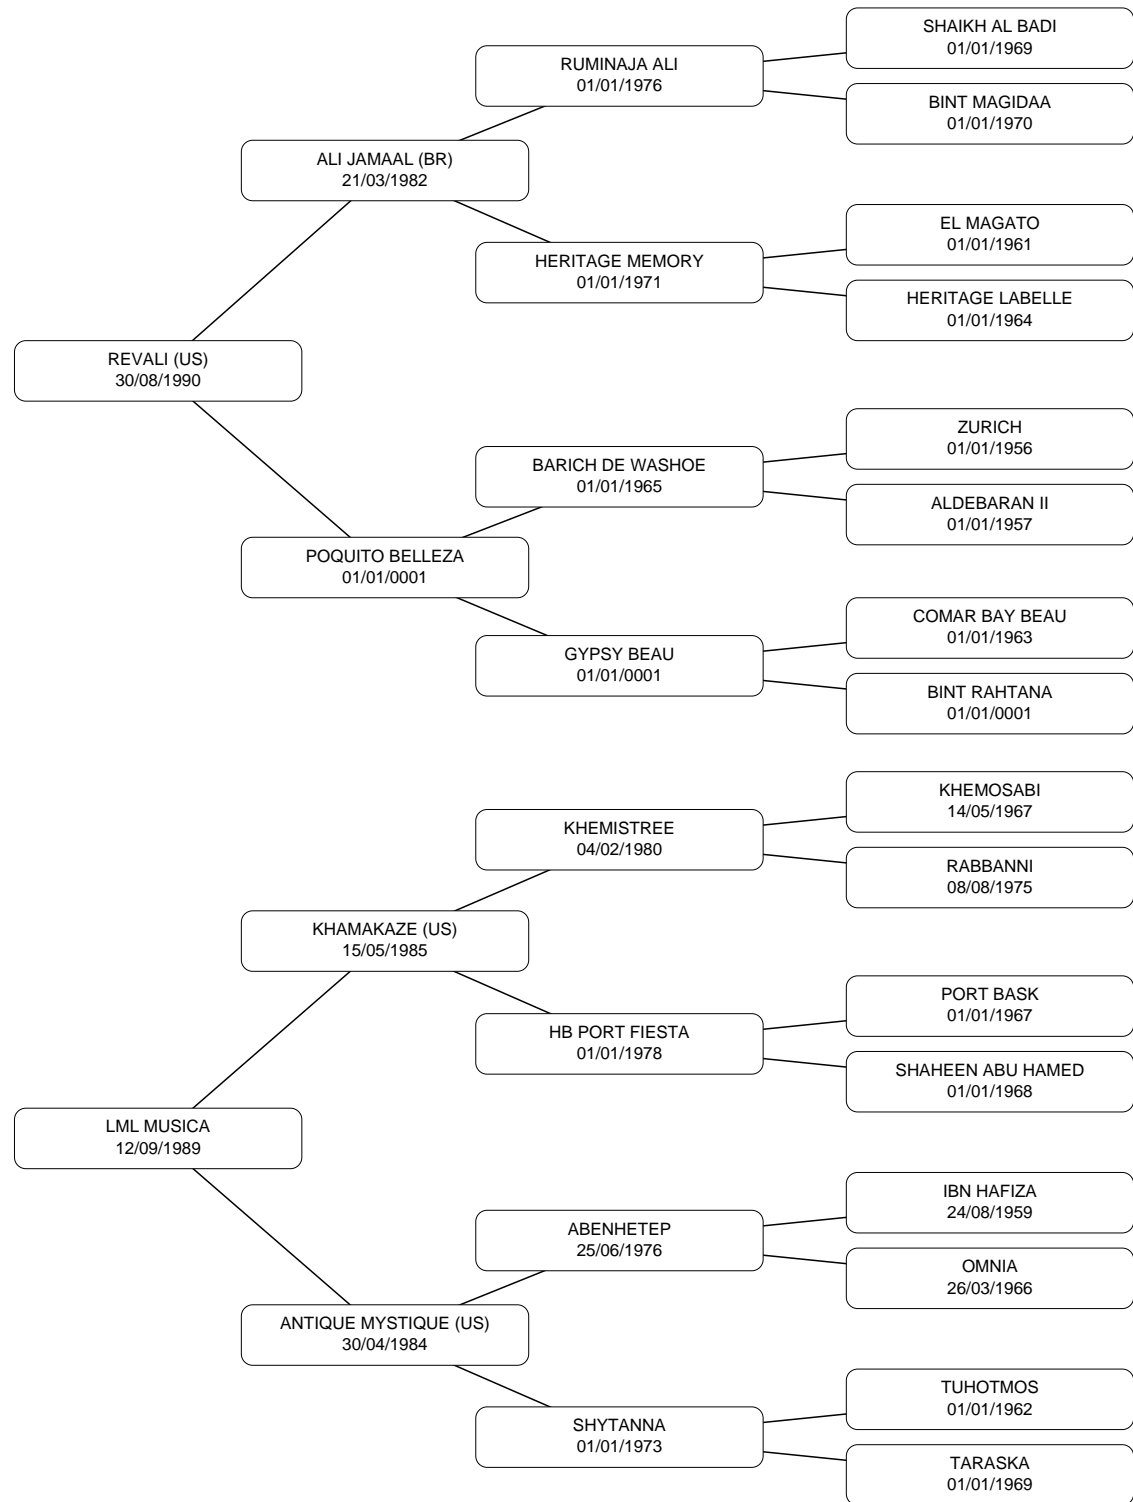 SHAIKH AL BADI
01/01/1969
RUMINAJA ALI
01/01/1976
BINT MAGIDAA
01/01/1970
ALI JAMAAL (BR)
21/03/1982
EL MAGATO
01/01/1961
HERITAGE MEMORY
01/01/1971
HERITAGE LABELLE
01/01/1964
REVALI (US)
30/08/1990
ZURICH
01/01/1956
BARICH DE WASHOE
01/01/1965
ALDEBARAN II
01/01/1957
POQUITO BELLEZA
01/01/0001
COMAR BAY BEAU
01/01/1963
GYPSY BEAU
01/01/0001
BINT RAHTANA
01/01/0001
KHEMOSABI
14/05/1967
KHEMISTREE
04/02/1980
RABBANNI
08/08/1975
KHAMAKAZE (US)
15/05/1985
PORT BASK
01/01/1967
HB PORT FIESTA
01/01/1978
SHAHEEN ABU HAMED
01/01/1968
LML MUSICA
12/09/1989
IBN HAFIZA
24/08/1959
ABENHETEP
25/06/1976
OMNIA
26/03/1966
ANTIQUE MYSTIQUE (US)
30/04/1984
TUHOTMOS
01/01/1962
SHYTANNA
01/01/1973
TARASKA
01/01/1969